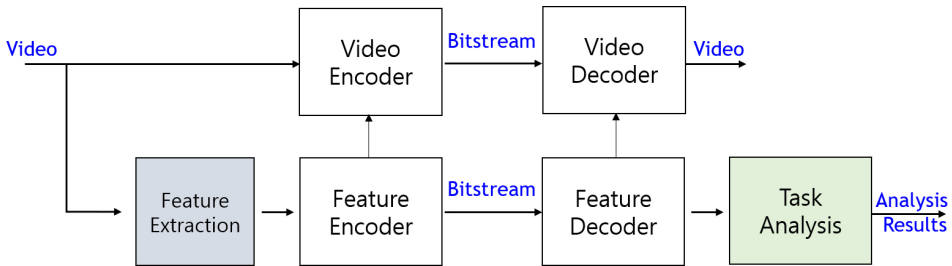 Video
Video
Encoder
Bitstream
Video
Decoder
Video
Feature
Extraction
Feature
Encoder
Bitstream
Feature
Decoder
Task
Analysis
Analysis
Results